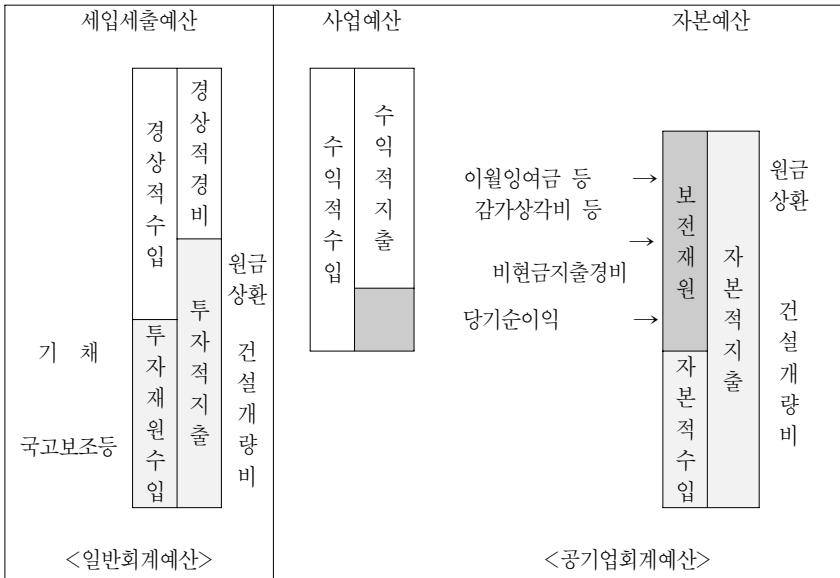 세입세출예산
사업예산
자본예산
경상적수입
경상적경비
투자재원수입
투자적지출
원금
상환
건설개량비
기 채
국고보조등
수익적수입
수익적지출
이월잉여금 등 →
감가상각비 등
→
비현금지출경비
당기순이익 →
보전재원
자본적수입
자본적지출
원금
상환
건설개량비
<일반회계예산>
<공기업회계예산>